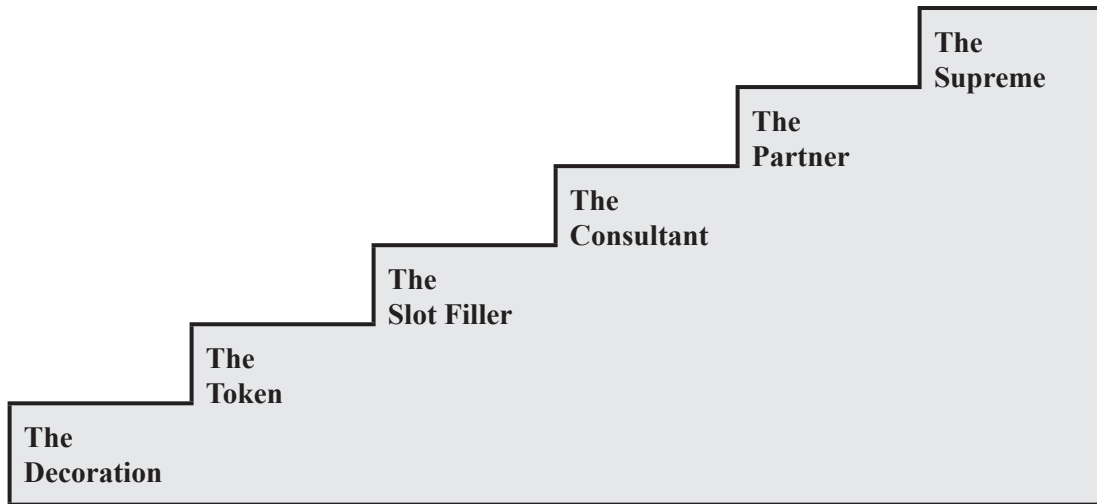 The
Supreme
The
Partner
The
Consultant
The
Slot Filler
The
Token
The
Decoration